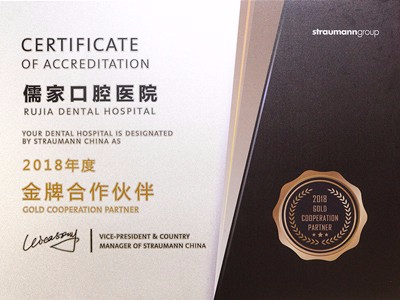 straumanngroup
CERTIFICATE
OF ACCREDITATION
儒家口腔医院
RUJIA DENTAL HOSPITAL
YOUR DENTAL HOSPITAL IS DESIGNATED
BY STRAUMANN CHINA AS
2018年度
金牌合作伙伴
GOLD COOPERATION PARTNER
VICE-PRESIDENT & COUNTRY
MANAGER OF STRAUMANN CHINA
2018
GOLD
COOPERATION
PARTNER